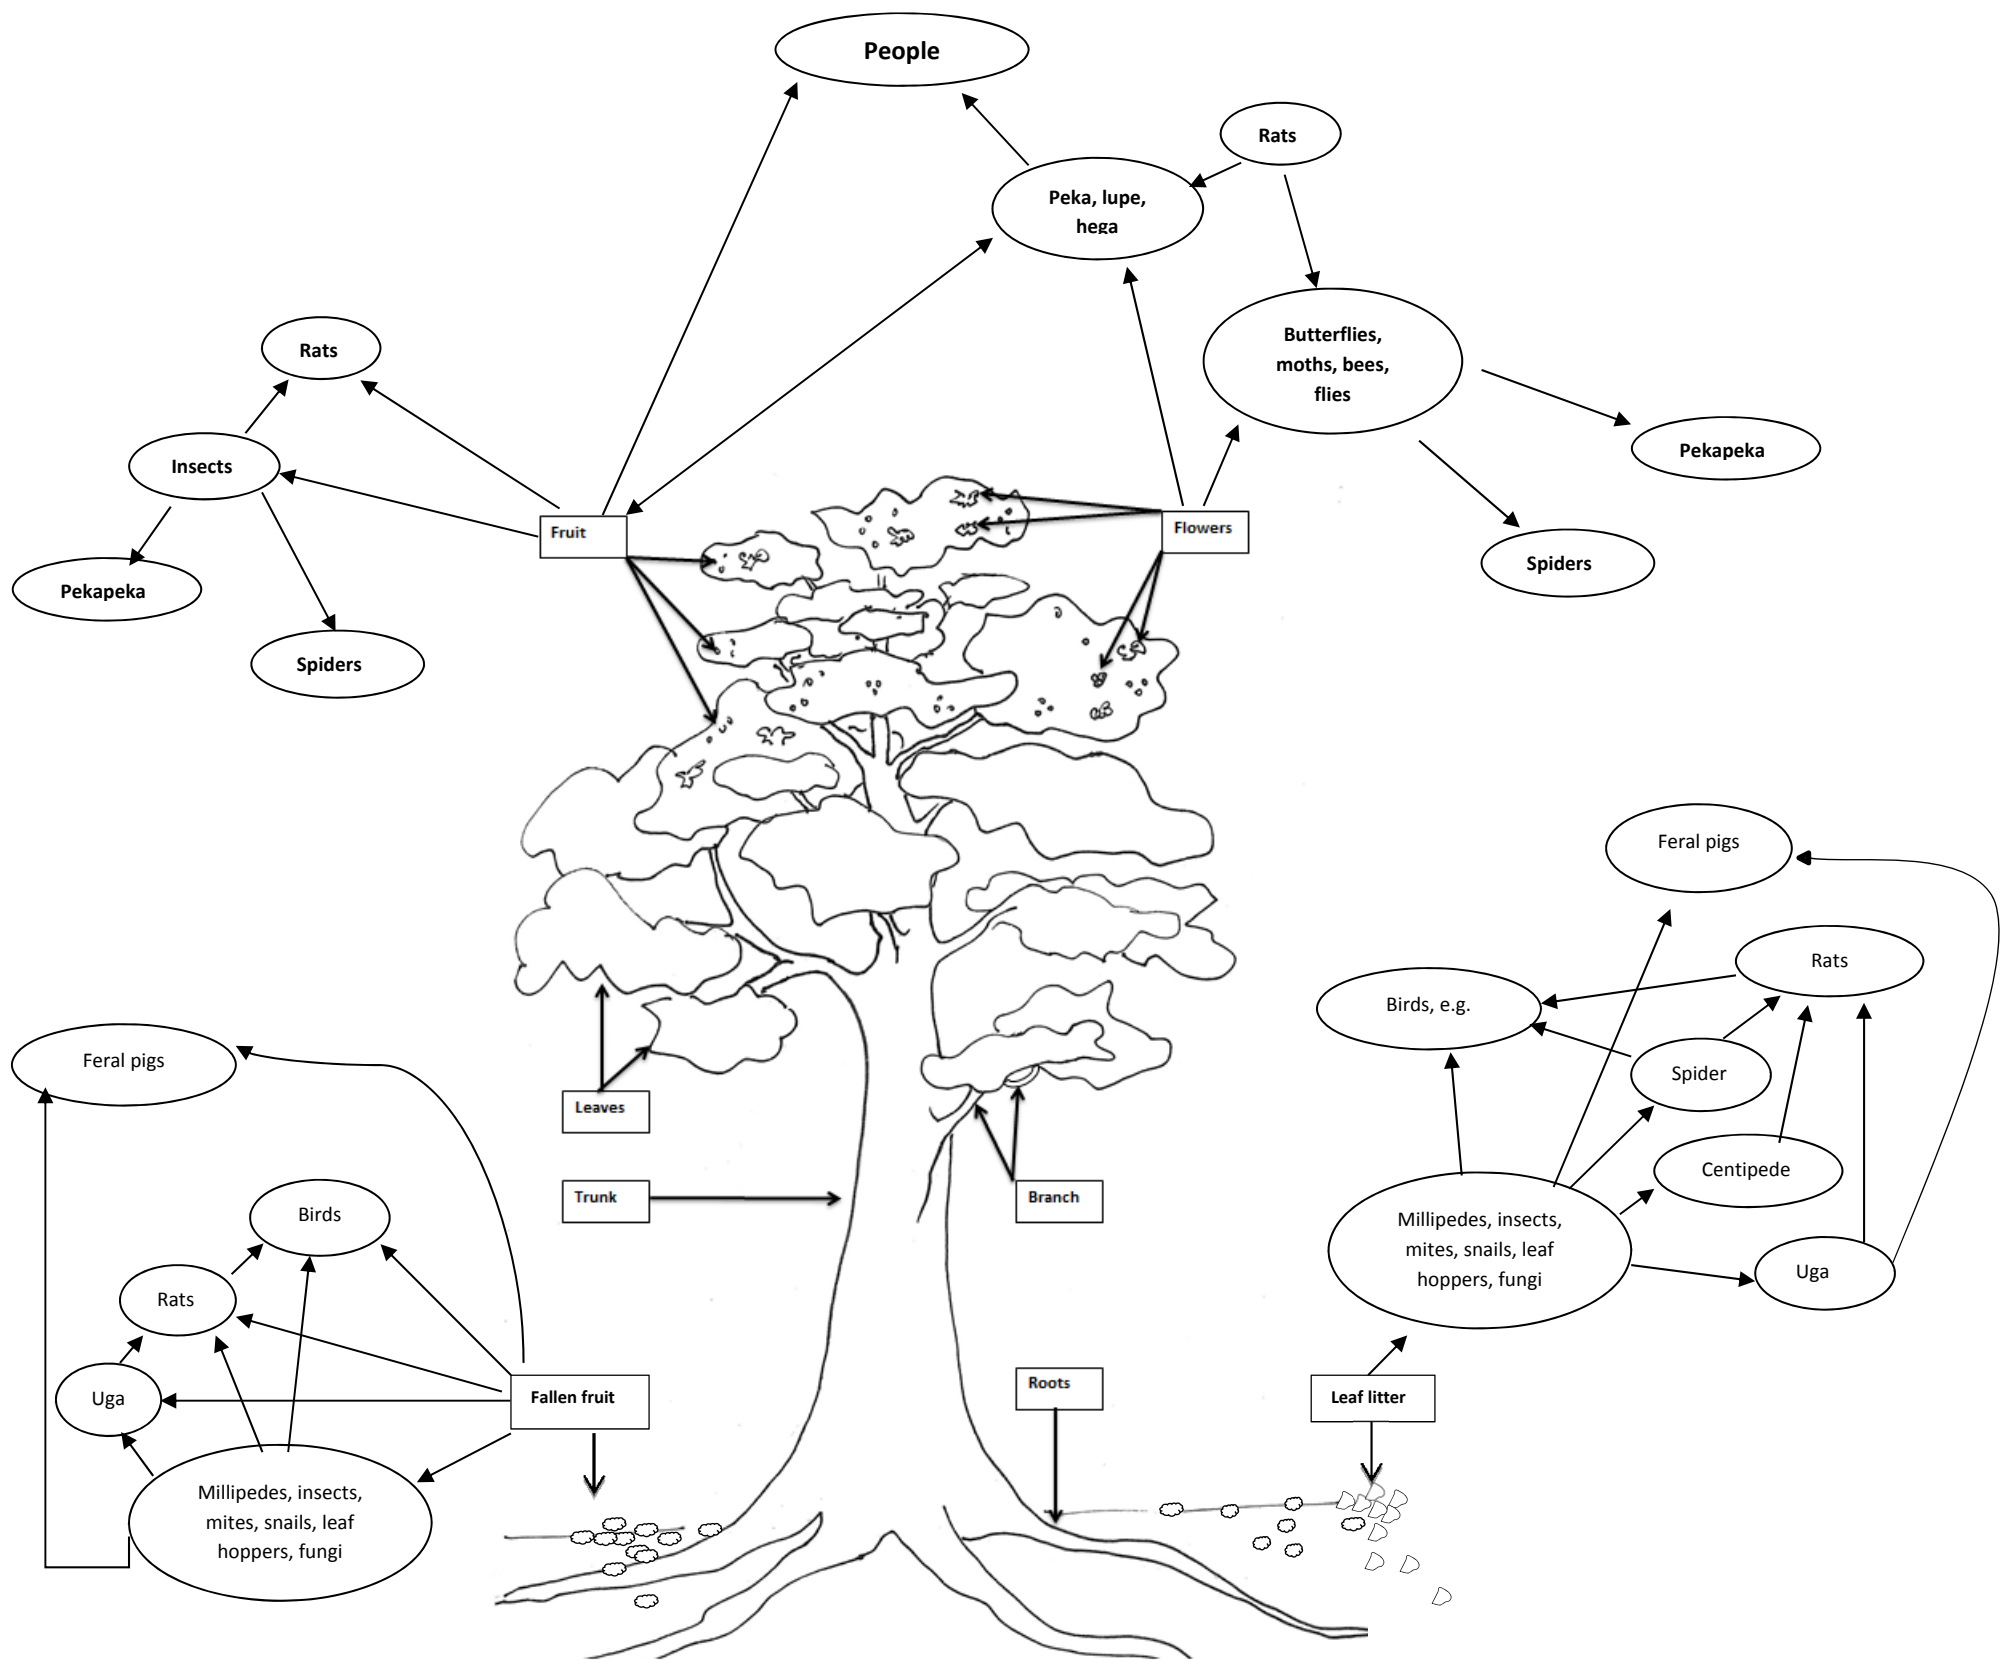 People
Rats
Peka, lupe,
hega
Butterflies,
moths, bees,
flies
Rats
Pekapeka
Insects
Fruit
Flowers
Spiders
Pekapeka
Spiders
Feral pigs
Rats
Birds, e.g.
Feral pigs
Spider
Leaves
Centipede
Trunk
Branch
Birds
Millipedes, insects,
mites, snails, leaf
hoppers, fungi
Uga
Rats
Roots
Uga
Fallen fruit
Leaf litter
Millipedes, insects,
mites, snails, leaf
hoppers, fungi